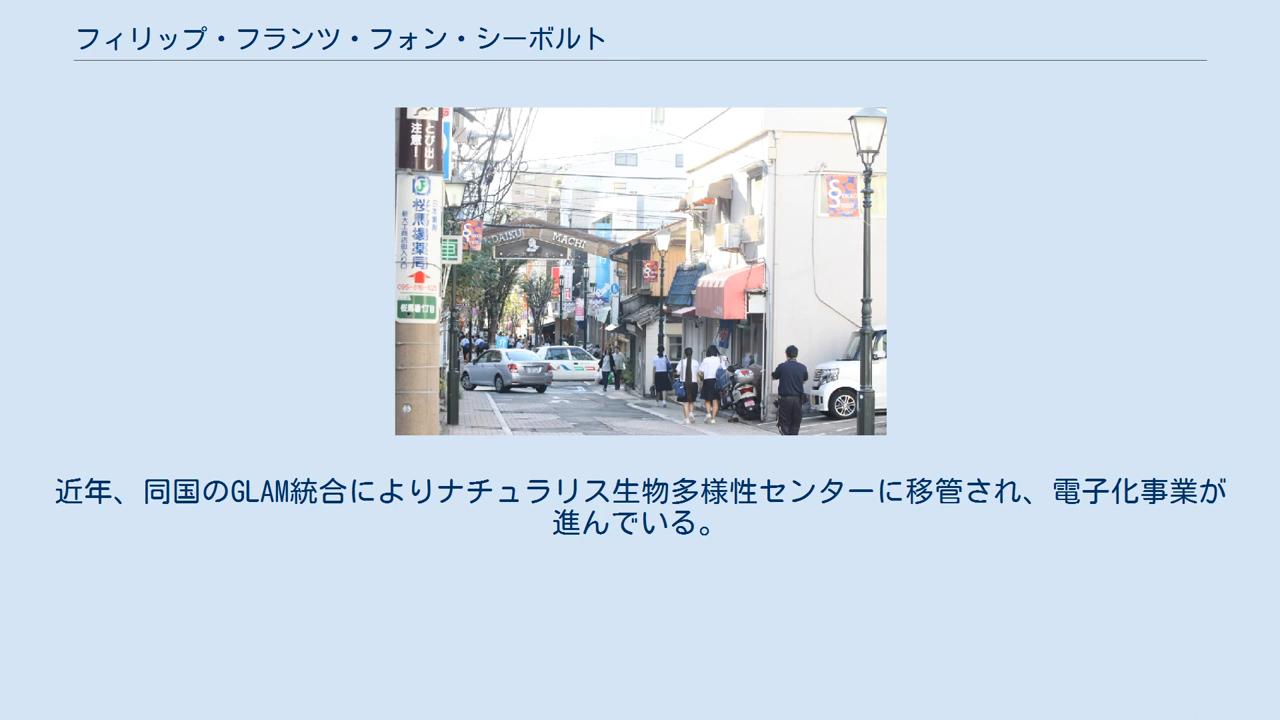 フィリップ・フランツ・フォン・シーボルト
とび出し
注意!
桜馬場薬局
MACHI
近年、同国のGLAM統合によりナチュラリス生物多様性センターに移管され、電子化事業が
進んでいる。